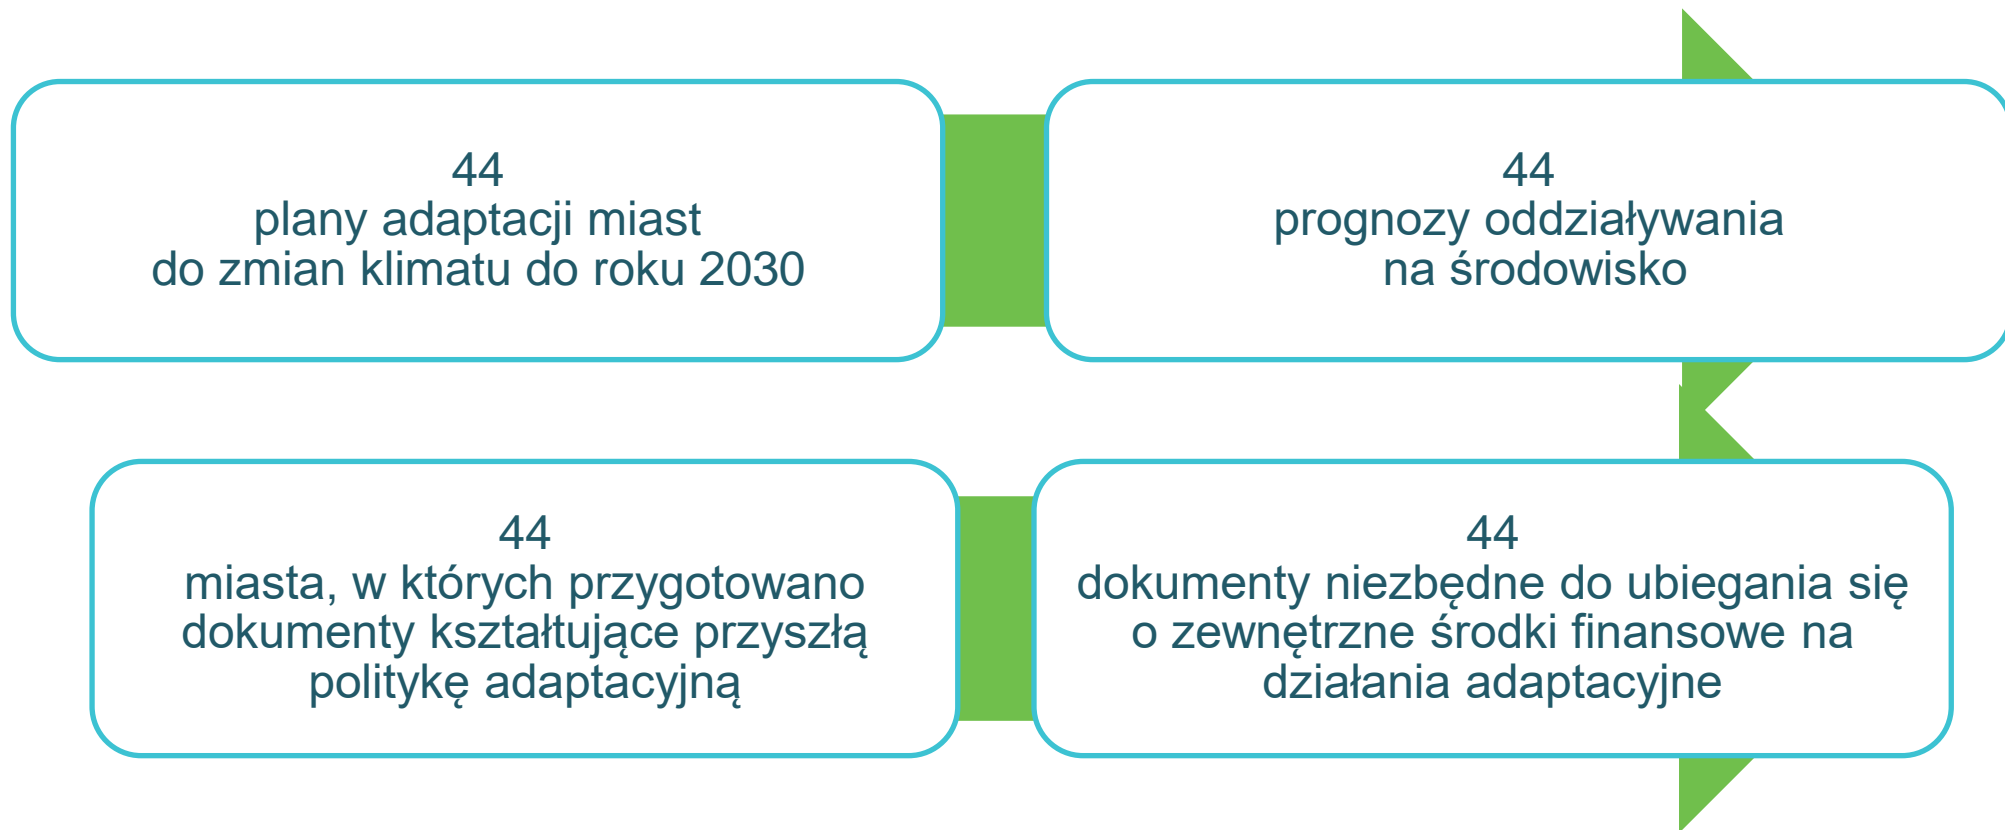 44
plany adaptacji miast
do zmian klimatu do roku 2030
44
prognozy oddziaływania
na środowisko
44
miasta, w których przygotowano
dokumenty kształtujące przyszłą
politykę adaptacyjną
44
dokumenty niezbędne do ubiegania się
o zewnętrzne środki finansowe na
działania adaptacyjne